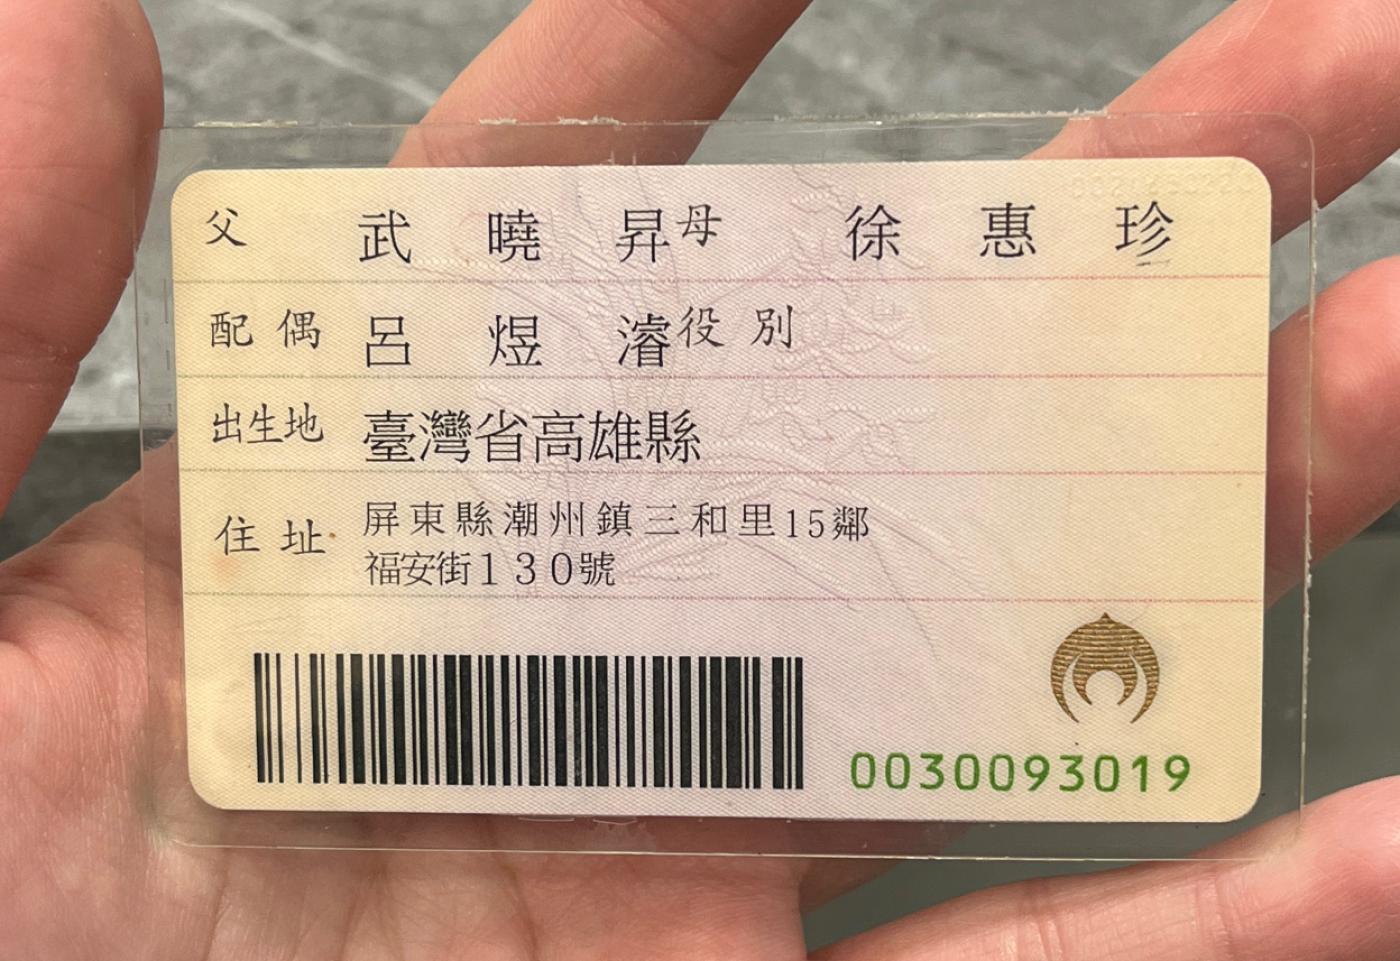 父 武曉昇 母 徐惠珍
配偶 呂煜濬 役別
出生地 臺灣省高雄縣
住址 屏東縣潮州鎮三和里15鄰
福安街130號
0030093019